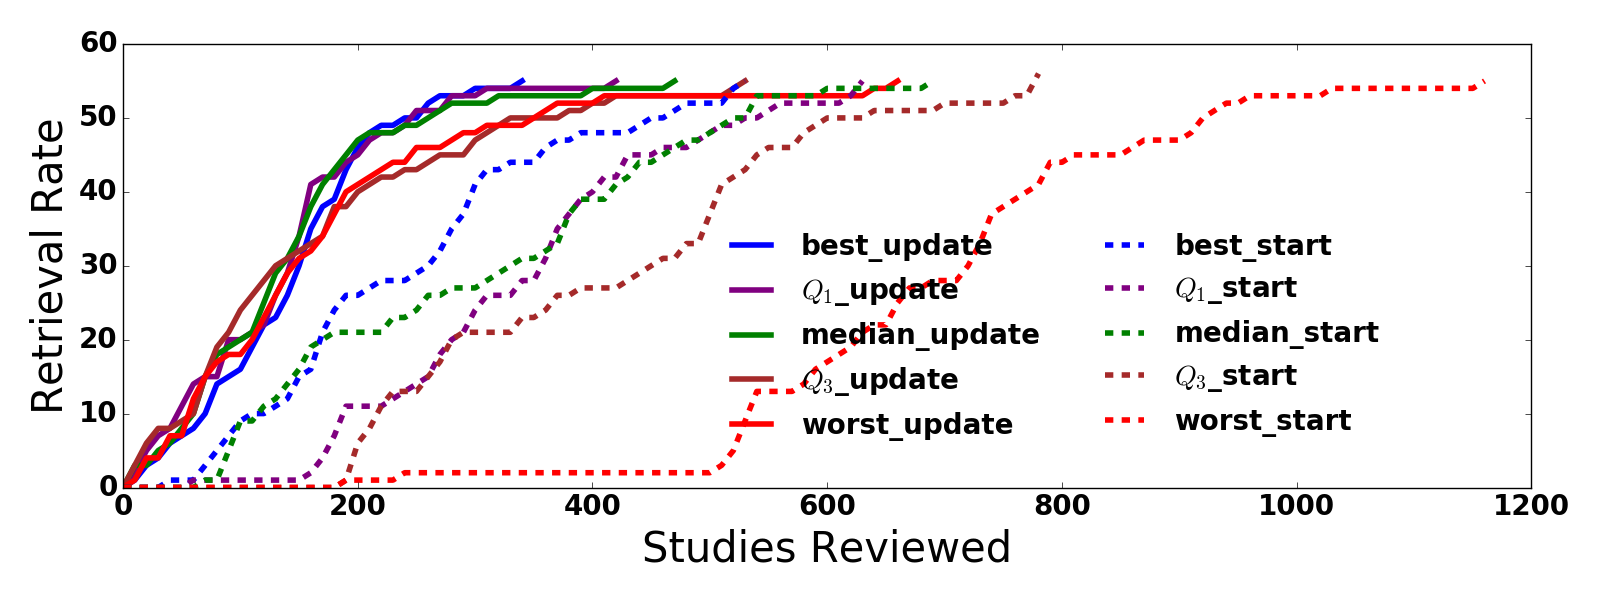 60
50
40
30
20
10
0
Retrieval Rate
best_update
Q1_update
median_update
Q3_update
worst_update
best_start
Q1_start
median_start
Q3_start
worst_start
0 200 400 600 800 1000 1200
Studies Reviewed